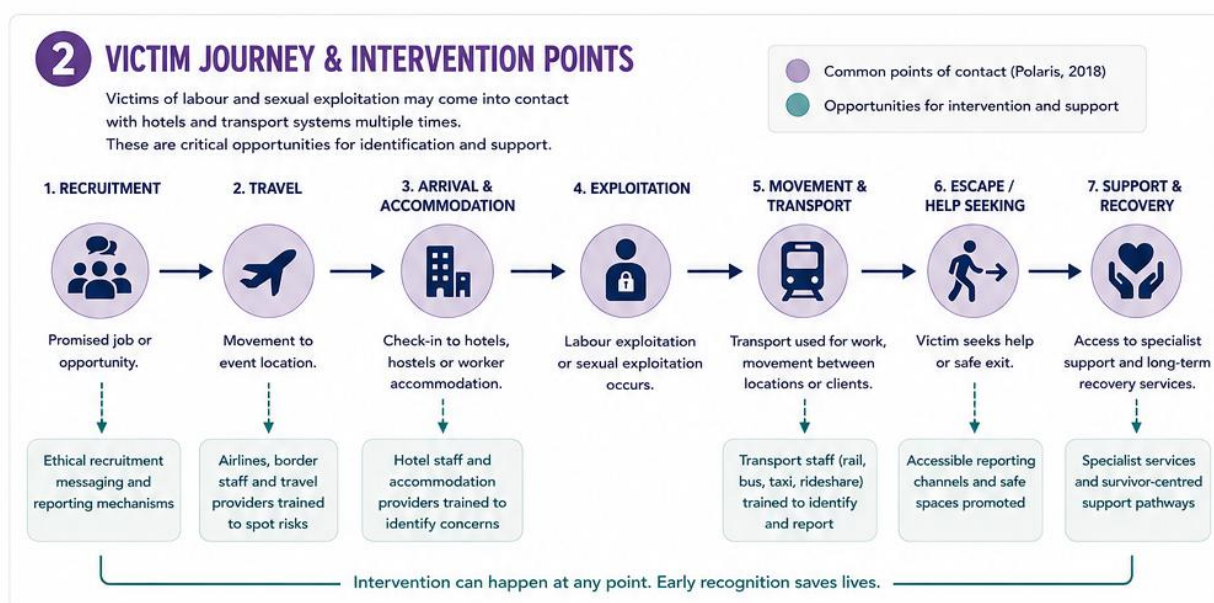 2 VICTIM JOURNEY & INTERVENTION POINTS
Victims of labour and sexual exploitation may come into contact
with hotels and transport systems multiple times.
These are critical opportunities for identification and support.
Common points of contact (Polaris, 2018)
Opportunities for intervention and support
1. RECRUITMENT
Promised job or
opportunity.
Ethical recruitment
messaging and
reporting mechanisms
2. TRAVEL
Movement to
event location.
Airlines, border
staff and travel
providers trained
to spot risks
3. ARRIVAL &
ACCOMMODATION
Check-in to hotels,
hostels or worker
accommodation.
Hotel staff and
accommodation
providers trained to
identify concerns
4. EXPLOITATION
Labour exploitation
or sexual exploitation
occurs.
5. MOVEMENT &
TRANSPORT
Transport used for work,
movement between
locations or clients.
Transport staff (rail,
bus, taxi, rideshare)
trained to identify
and report
6. ESCAPE /
HELP SEEKING
Victim seeks help
or safe exit.
Accessible reporting
channels and safe
spaces promoted
7. SUPPORT &
RECOVERY
Access to specialist
support and long-term
recovery services.
Specialist services
and survivor-centred
support pathways
Intervention can happen at any point. Early recognition saves lives.